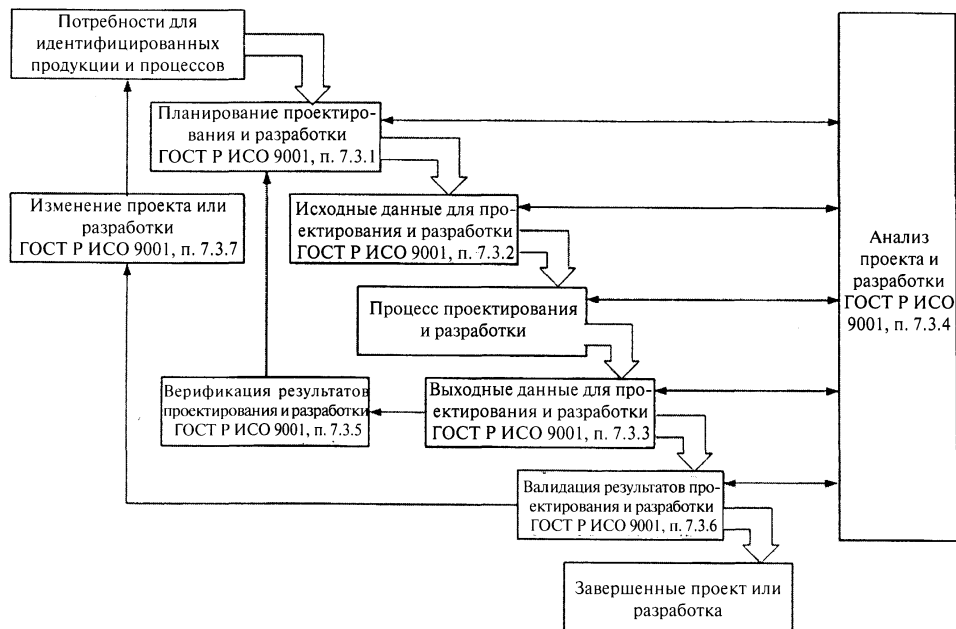 Потребности для
идентифицированных
продукции и процессов
Планирование проектиро-
вания и разработки
ГОСТ Р ИСО 9001, п. 7.3.1
Изменение проекта или
разработки
ГОСТ Р ИСО 9001, п. 7.3.7
Исходные данные для про-
ектирования и разработки
ГОСТ Р ИСО 9001, п. 7.3.2
Анализ
проекта и
разработки
ГОСТ Р ИСО
9001, п. 7.3.4
Процесс проектирования
и разработки
Верификация результатов
проектирования и разработки
ГОСТ Р ИСО 9001, п. 7.3.5
Выходные данные для про-
ектирования и разработки
ГОСТ Р ИСО 9001, п. 7.3.3
Валидация результатов про-
ектирования и разработки
ГОСТ Р ИСО 9001, п. 7.3.6
Завершенные проект или
разработка